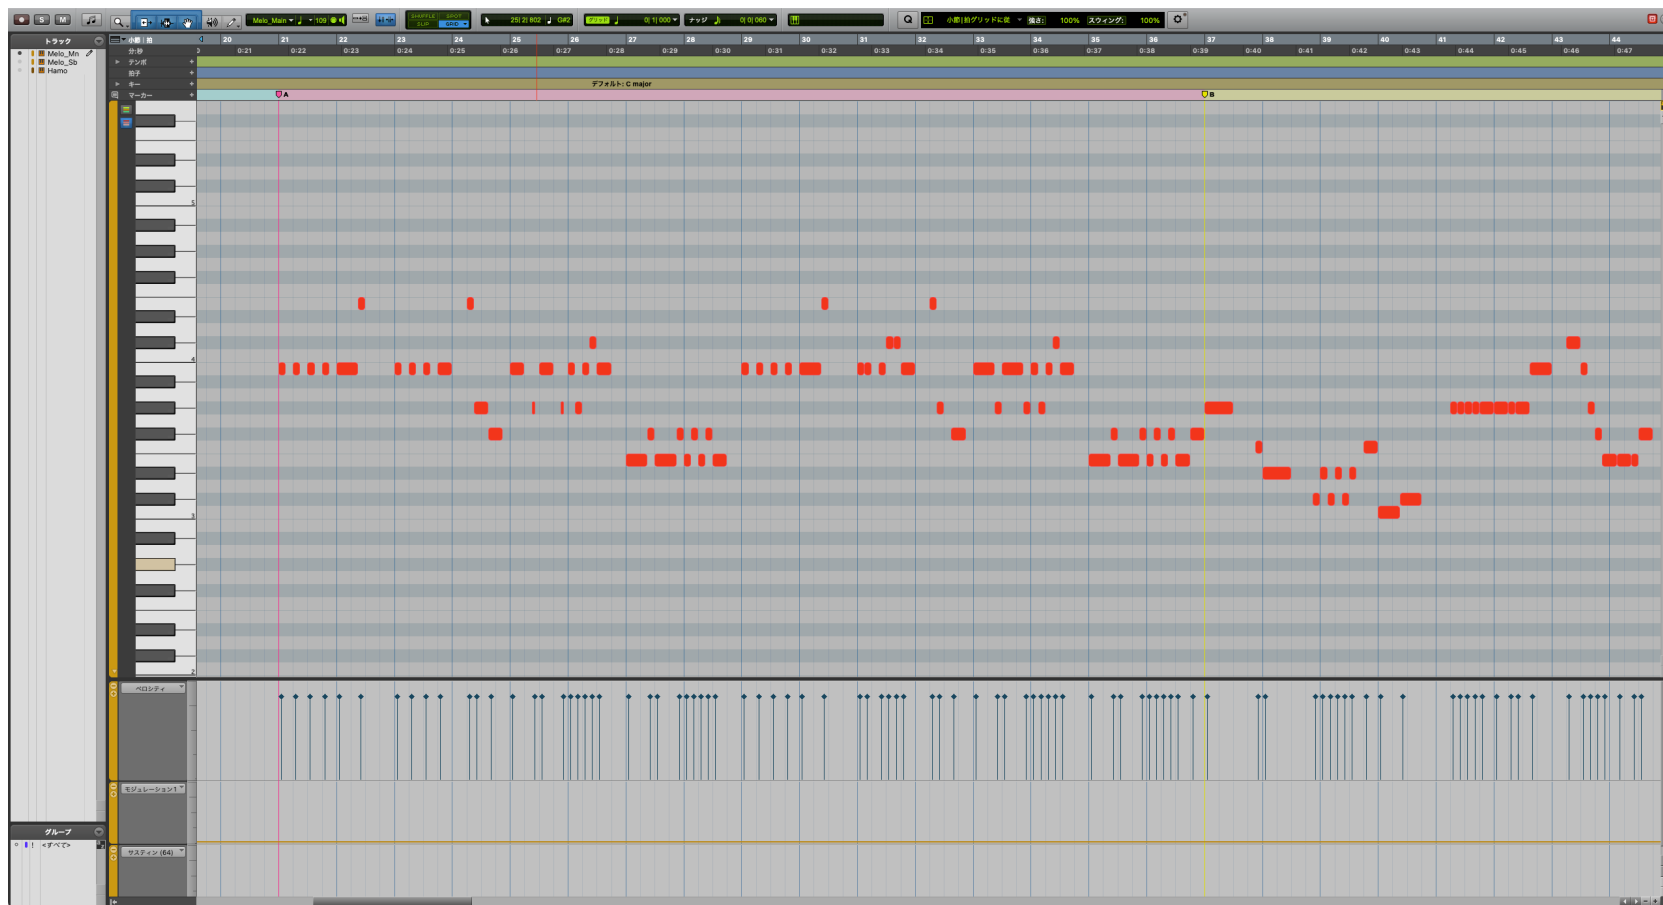 S M Melo_Main 109 SHUFFLE SPOT SLIP GRID 25| 2| 802 G#2 グリッド 0| 1| 000 ナッジ 0| 0| 060 Q 小節|拍グリッドに従 強さ: 100% スウィング: 100%
トラック
Melo_Mn
Melo_Sb
Hamo
小節|拍 20 21 22 23 24 25 26 27 28 29 30 31 32 33 34 35 36 37 38 39 40 41 42 43 44
分:秒 0:21 0:22 0:23 0:24 0:25 0:26 0:27 0:28 0:29 0:30 0:31 0:32 0:33 0:34 0:35 0:36 0:37 0:38 0:39 0:40 0:41 0:42 0:43 0:44 0:45 0:46 0:47
テンポ
拍子
キー デフォルト: C major
マーカー A B
5
4
3
2
ベロシティ
モジュレーション1
サスティン (64)
グループ
! <すべて>